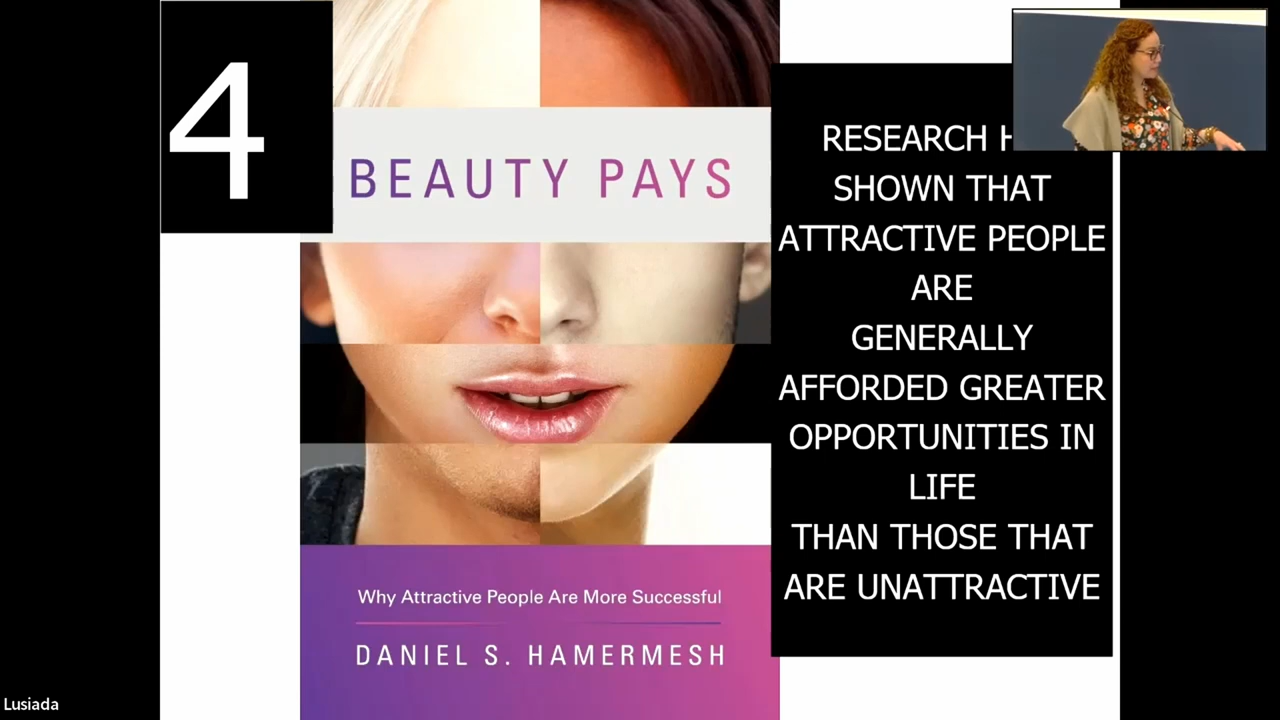 4
BEAUTY PAYS
Why Attractive People Are More Successful
DANIEL S. HAMERMESH
RESEARCH
SHOWN THAT
ATTRACTIVE PEOPLE
ARE
GENERALLY
AFFORDED GREATER
OPPORTUNITIES IN
LIFE
THAN THOSE THAT
ARE UNATTRACTIVE
Lusiada